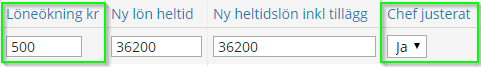 Löneökning kr Ny lön heltid Ny heltidslön inkl tillägg Chef justerat
500 36200 36200 Ja